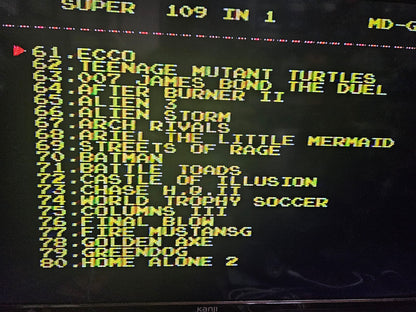 SUPER 109 IN 1
MD-G
61.ECCO
62.TEENAGE MUTANT TURTLES
63.007 JAMES BOND THE DUEL
64.AFTER BURNER II
65.ALIEN 3
66.ALIEN STORM
67.ARCH RIVALS
68.ARIEL THE LITTLE MERMAID
69.STREETS OF RAGE
70.BATMAN
71.BATTLE TOADS
72.CASTLE OF ILLUSION
73.CHASE H.Q.II
74.WORLD TROPHY SOCCER
75.COLUMNS III
76.FINAL BLOW
77.FIRE MUSTANGSG
78.GOLDEN AXE
79.GREENDOG
80.HOME ALONE 2
kanji